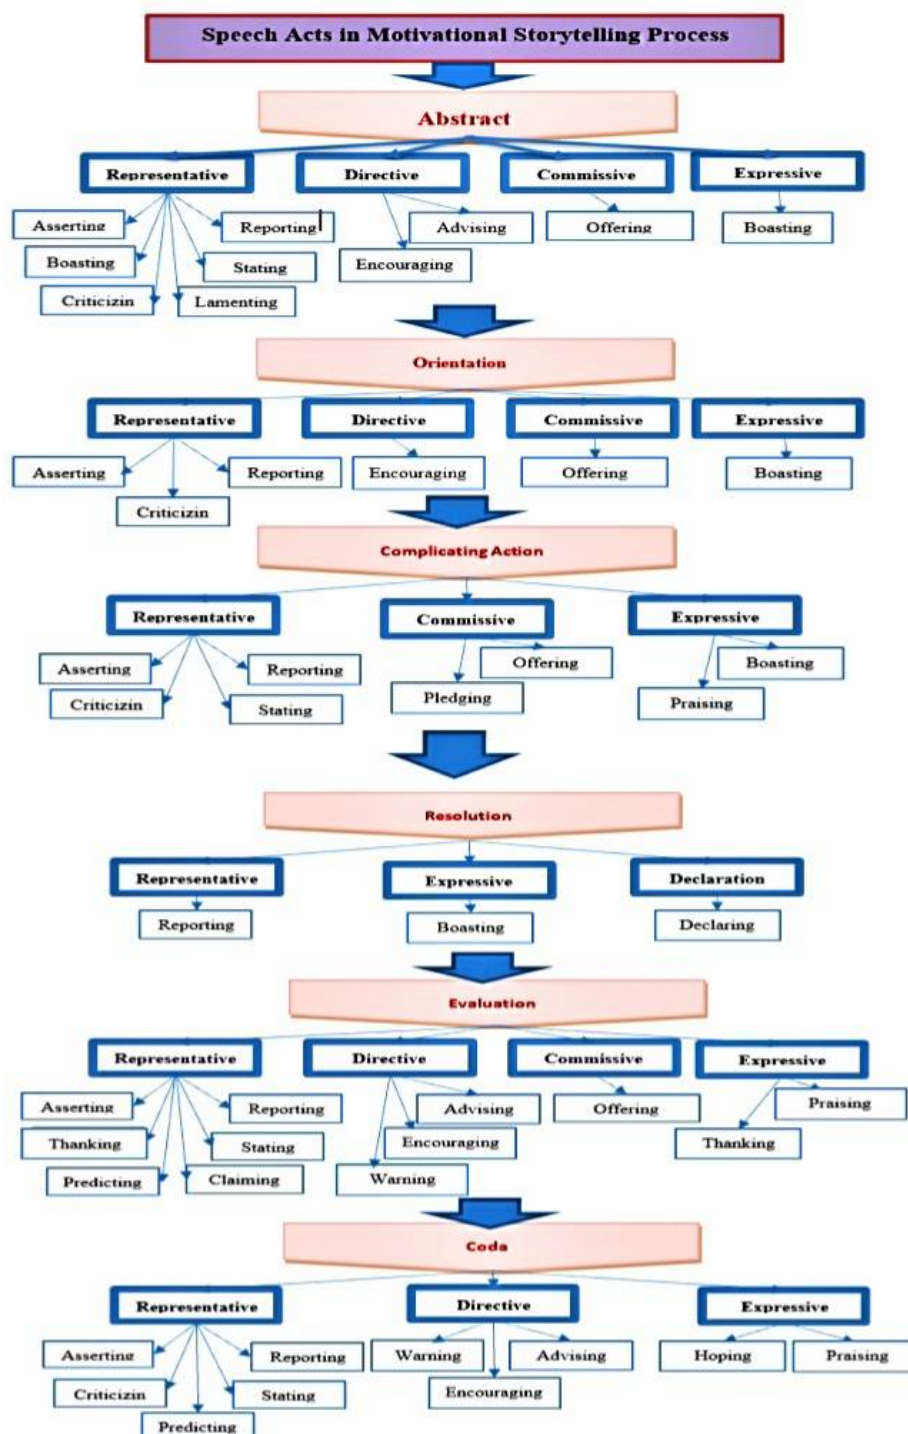 Speech Acts in Motivational Storytelling Process
Abstract
Representative Directive Commissive Expressive
Asserting Reporting Advising Offering Boasting
Boasting Stating Encouraging
Criticizin Lamenting
Orientation
Representative Directive Commissive Expressive
Asserting Reporting Encouraging Offering Boasting
Criticizin
Complicating Action
Representative Commissive Expressive
Asserting Reporting Offering Boasting
Criticizin Stating Pledging Praising
Resolution
Representative Expressive Declaration
Reporting Boasting Declaring
Evaluation
Representative Directive Commissive Expressive
Asserting Reporting Advising Offering Praising
Thanking Stating Encouraging Thanking
Predicting Claiming Warning
Coda
Representative Directive Expressive
Asserting Reporting Warning Advising Hoping Praising
Criticizin Stating Encouraging
Predicting